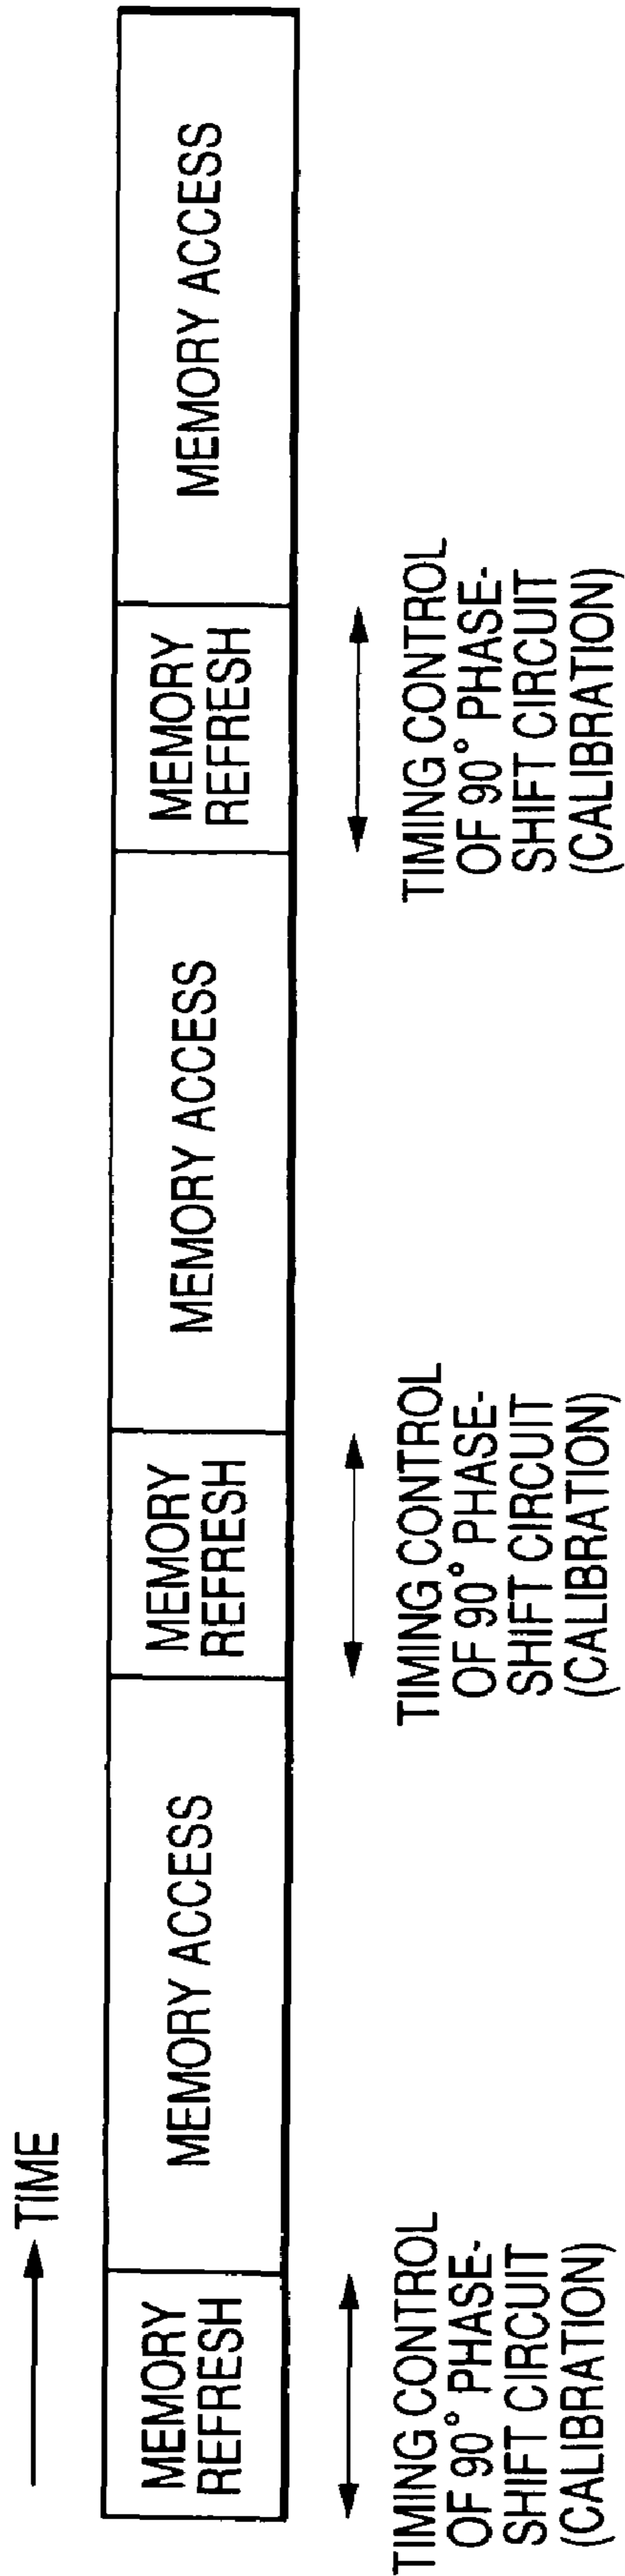 TIME
MEMORY
REFRESH
MEMORY ACCESS
MEMORY
REFRESH
MEMORY ACCESS
MEMORY
REFRESH
MEMORY ACCESS
TIMING CONTROL
OF 90° PHASE-
SHIFT CIRCUIT
(CALIBRATION)
TIMING CONTROL
OF 90° PHASE-
SHIFT CIRCUIT
(CALIBRATION)
TIMING CONTROL
OF 90° PHASE-
SHIFT CIRCUIT
(CALIBRATION)